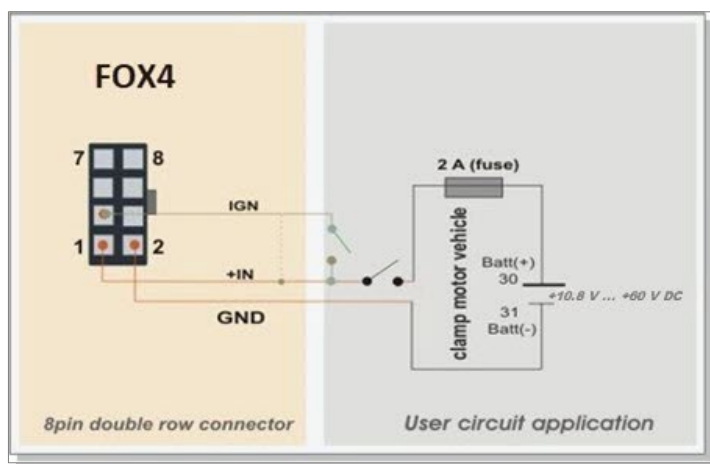 FOX4
7 8
2 A (fuse)
IGN
clamp motor vehicle
Batt(+)
30
1 2
+IN
+10.8 V ... +60 V DC
31
GND
Batt(-)
8pin double row connector
User circuit application